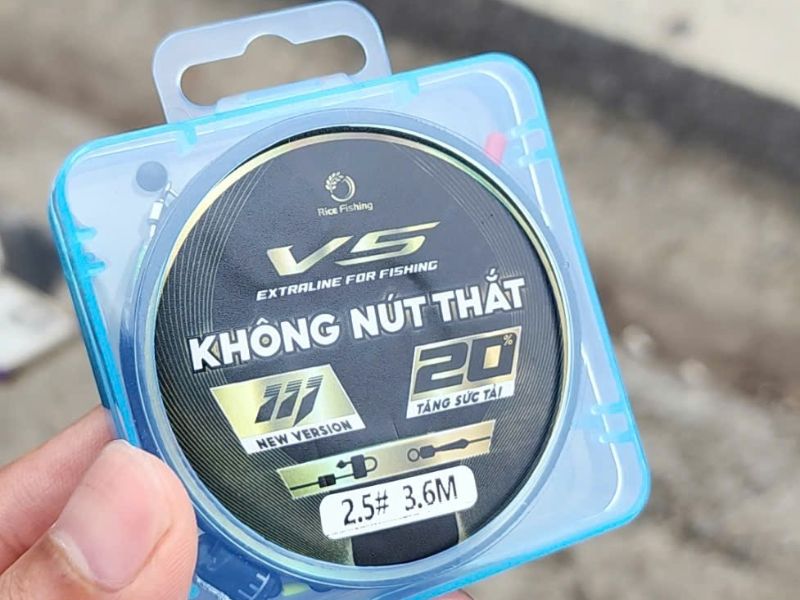 Rice Fishing
VS
EXTRALINE FOR FISHING
KHÔNG NÚT THẮT
20%
TĂNG SỨC TẢI
NEW VERSION
2.5# 3.6M